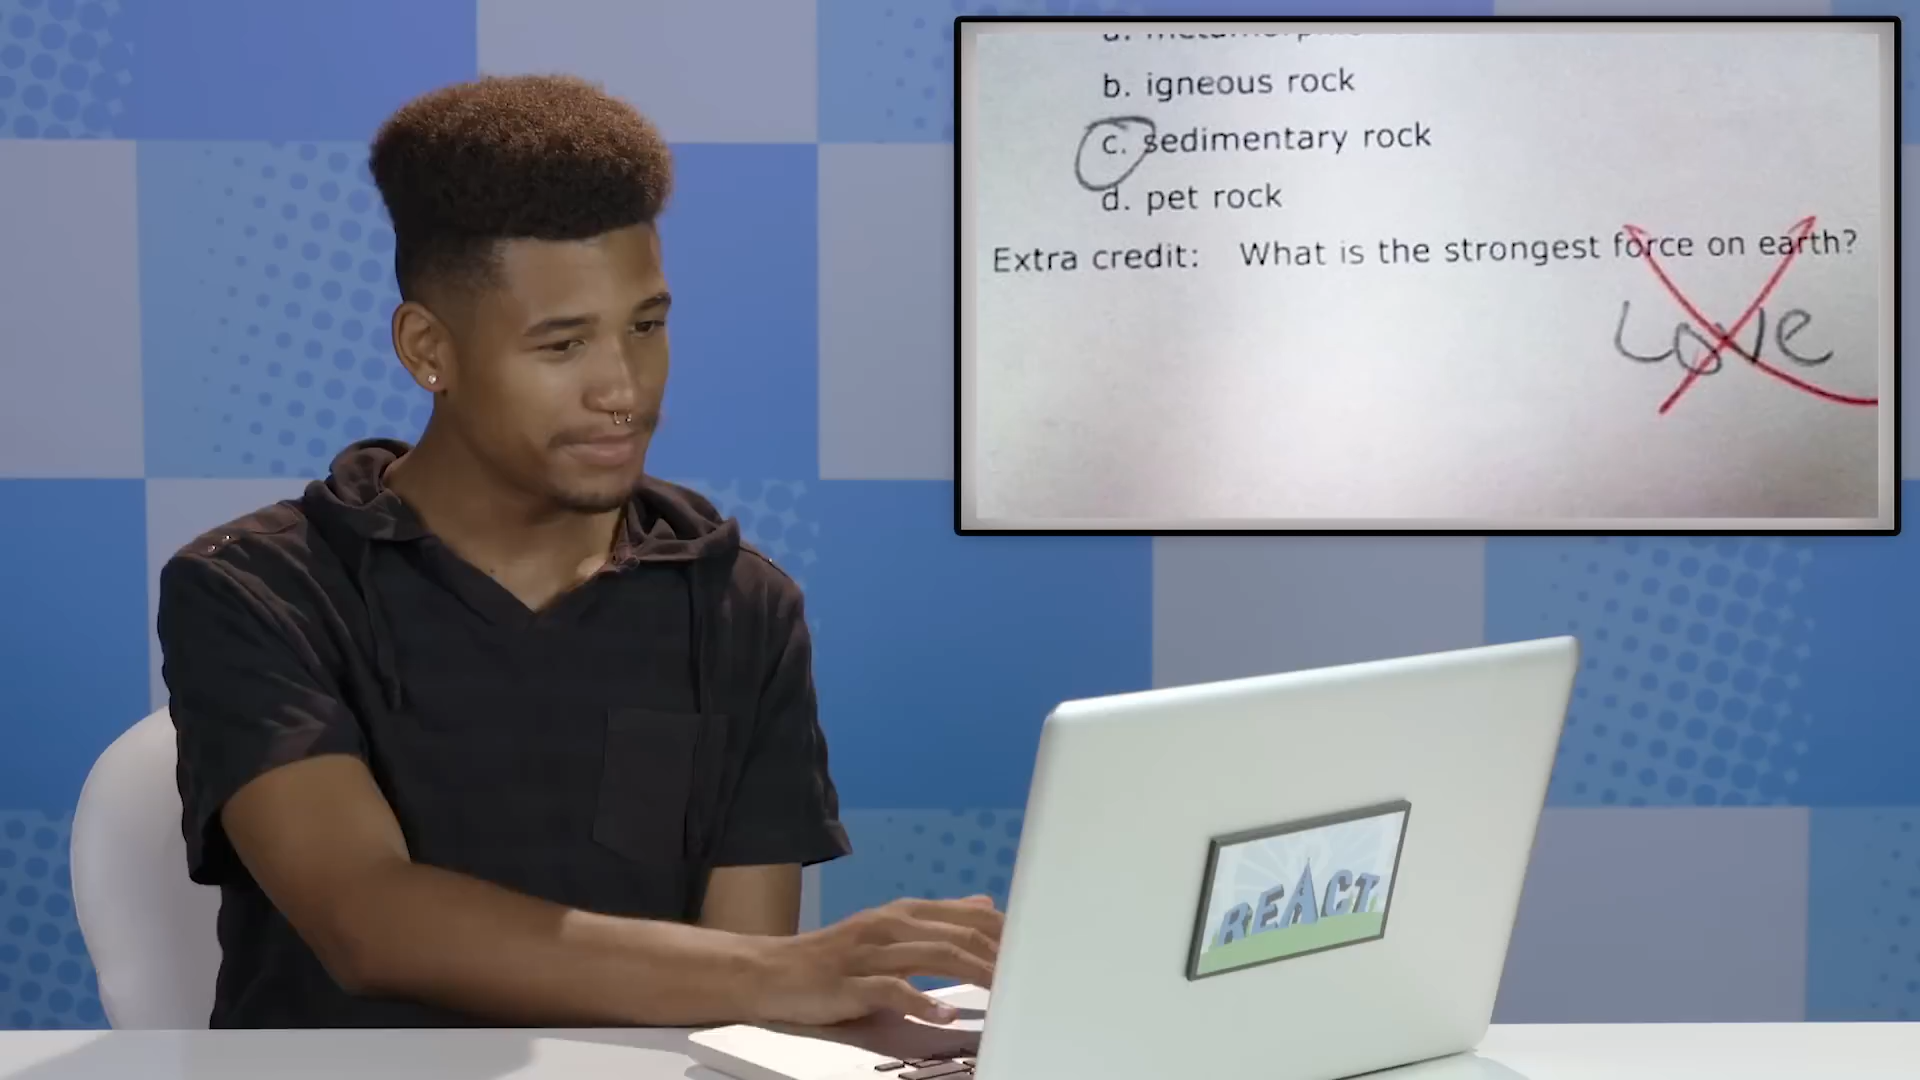 b. igneous rock
c. sedimentary rock
d. pet rock
Extra credit: What is the strongest force on earth?
Love
REACT